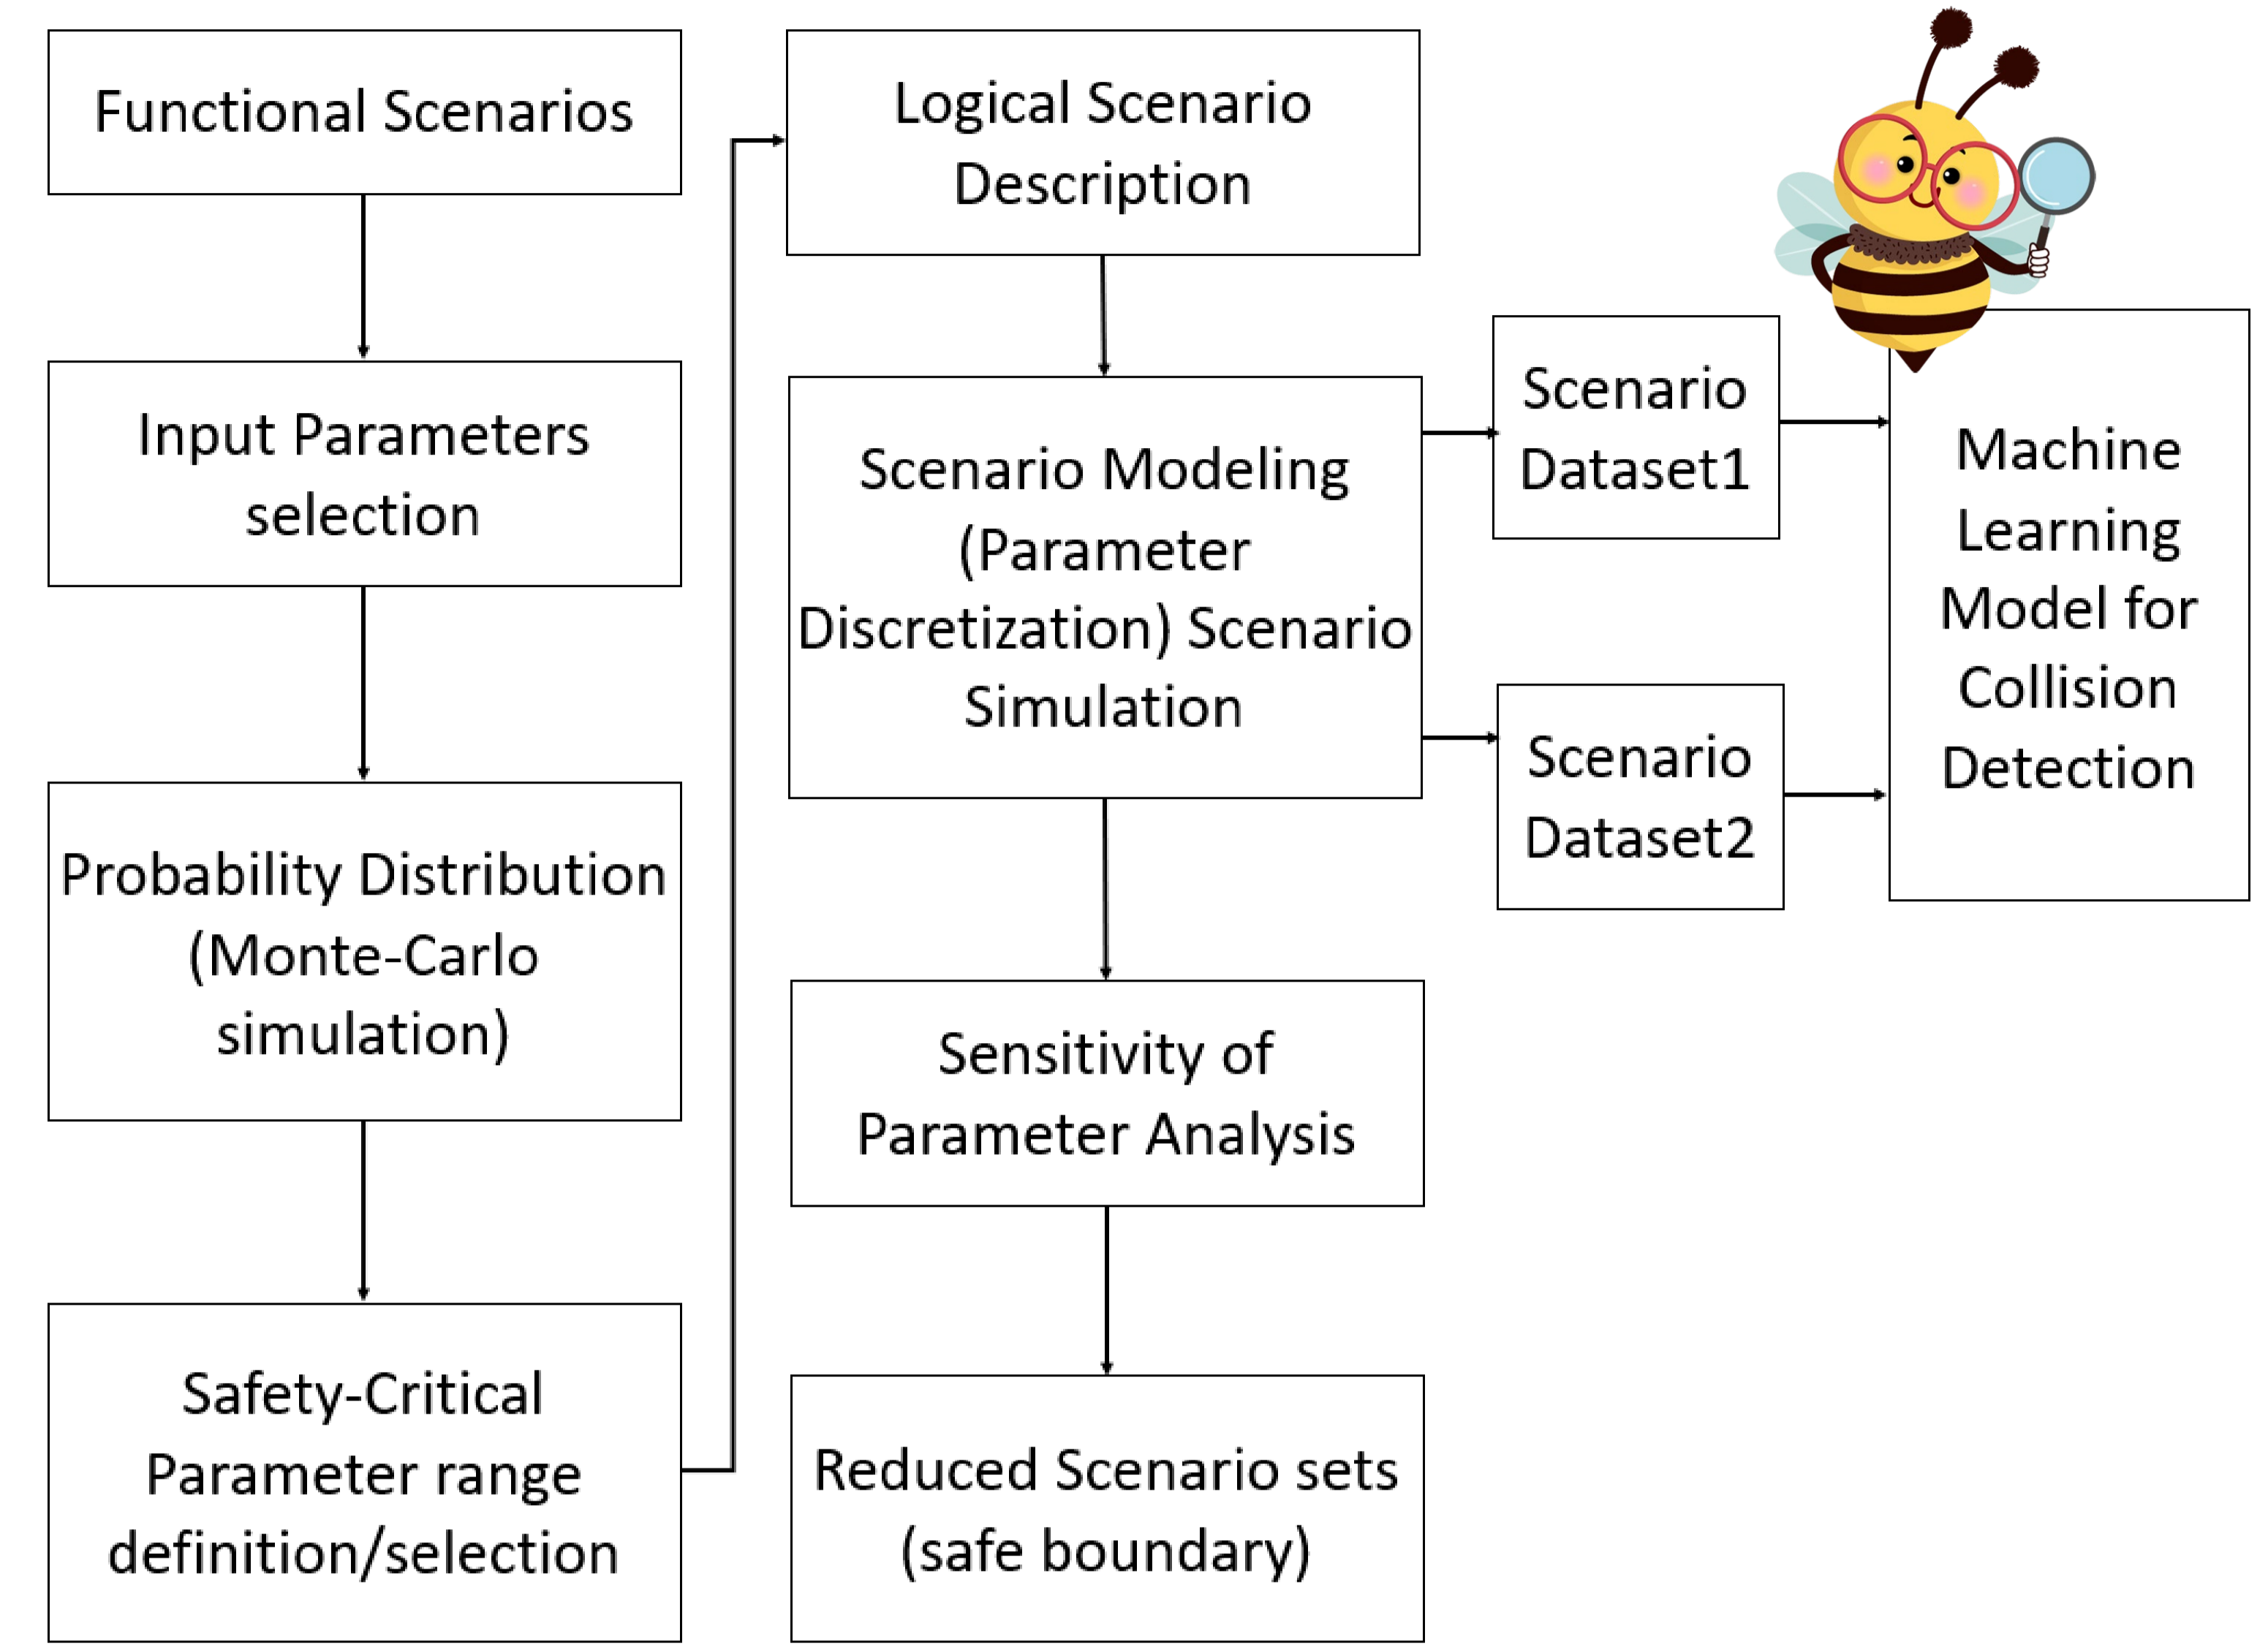 Functional Scenarios
Input Parameters
selection
Probability Distribution
(Monte-Carlo
simulation)
Safety-Critical
Parameter range
definition/selection
Logical Scenario
Description
Scenario Modeling
(Parameter
Discretization) Scenario
Simulation
Sensitivity of
Parameter Analysis
Reduced Scenario sets
(safe boundary)
Scenario
Dataset1
Scenario
Dataset2
Machine
Learning
Model for
Collision
Detection